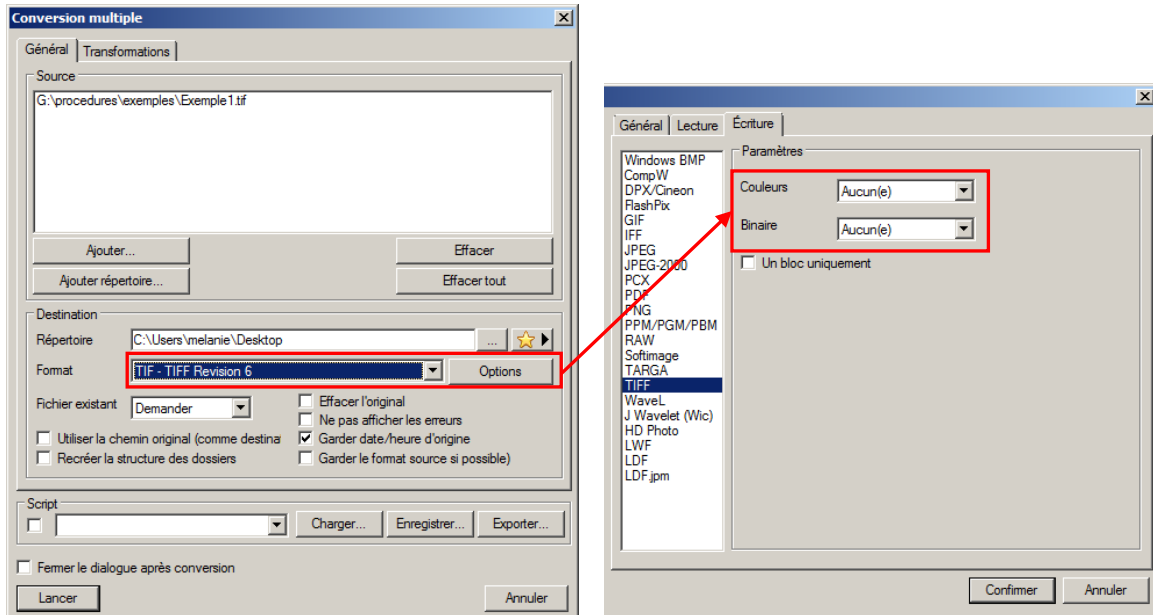 Conversion multiple
Général Transformations
Source
G:\procedures\exemples\Exemple1.tif
Ajouter... Effacer
Ajouter répertoire... Effacer tout
Destination
Répertoire C:\Users\melanie\Desktop ...
Format TIF - TIFF Revision 6 Options
Fichier existant Demander
Effacer l'original
Ne pas afficher les erreurs
Utiliser la chemin original (comme destinat
Garder date/heure d'origine
Recréer la structure des dossiers
Garder le format source si possible)
Script
Charger... Enregistrer... Exporter...
Fermer le dialogue après conversion
Lancer Annuler
Général Lecture Écriture
Windows BMP
CompW
DPX/Cineon
FlashPix
GIF
IFF
JPEG
JPEG-2000
PCX
PDF
PNG
PPM/PGM/PBM
RAW
Softimage
TARGA
TIFF
WaveL
J Wavelet (Wic)
HD Photo
LWF
LDF
LDF.jpm
Paramètres
Couleurs Aucun(e)
Binaire Aucun(e)
Un bloc uniquement
Confirmer Annuler